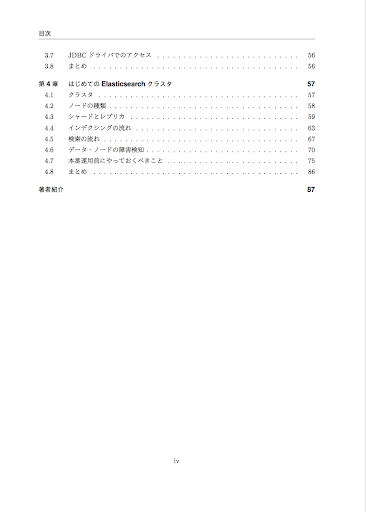 目次
3.7 JDBC ドライバでのアクセス 56
3.8 まとめ 56
第 4 章 はじめての Elasticsearch クラスタ 57
4.1 クラスタ 57
4.2 ノードの種類 58
4.3 シャードとレプリカ 59
4.4 インデクシングの流れ 63
4.5 検索の流れ 67
4.6 データ・ノードの障害検知 70
4.7 本番運用前にやっておくべきこと 75
4.8 まとめ 86
著者紹介 87
iv